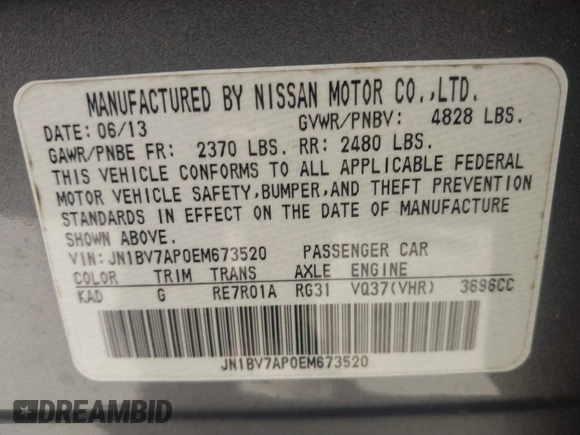 MANUFACTURED BY NISSAN MOTOR CO.,LTD.
DATE: 06/13 GVWR/PNBV: 4828 LBS.
GAWR/PNBE FR: 2370 LBS. RR: 2480 LBS.
THIS VEHICLE CONFORMS TO ALL APPLICABLE FEDERAL
MOTOR VEHICLE SAFETY,BUMPER,AND THEFT PREVENTION
STANDARDS IN EFFECT ON THE DATE OF MANUFACTURE
SHOWN ABOVE.
VIN:JN1BV7AP0EM673520 PASSENGER CAR
COLOR TRIM TRANS AXLE ENGINE
KAD G RE7R01A RG31 VQ37(VHR) 3696CC
JN1BV7AP0EM673520
DREAMBID